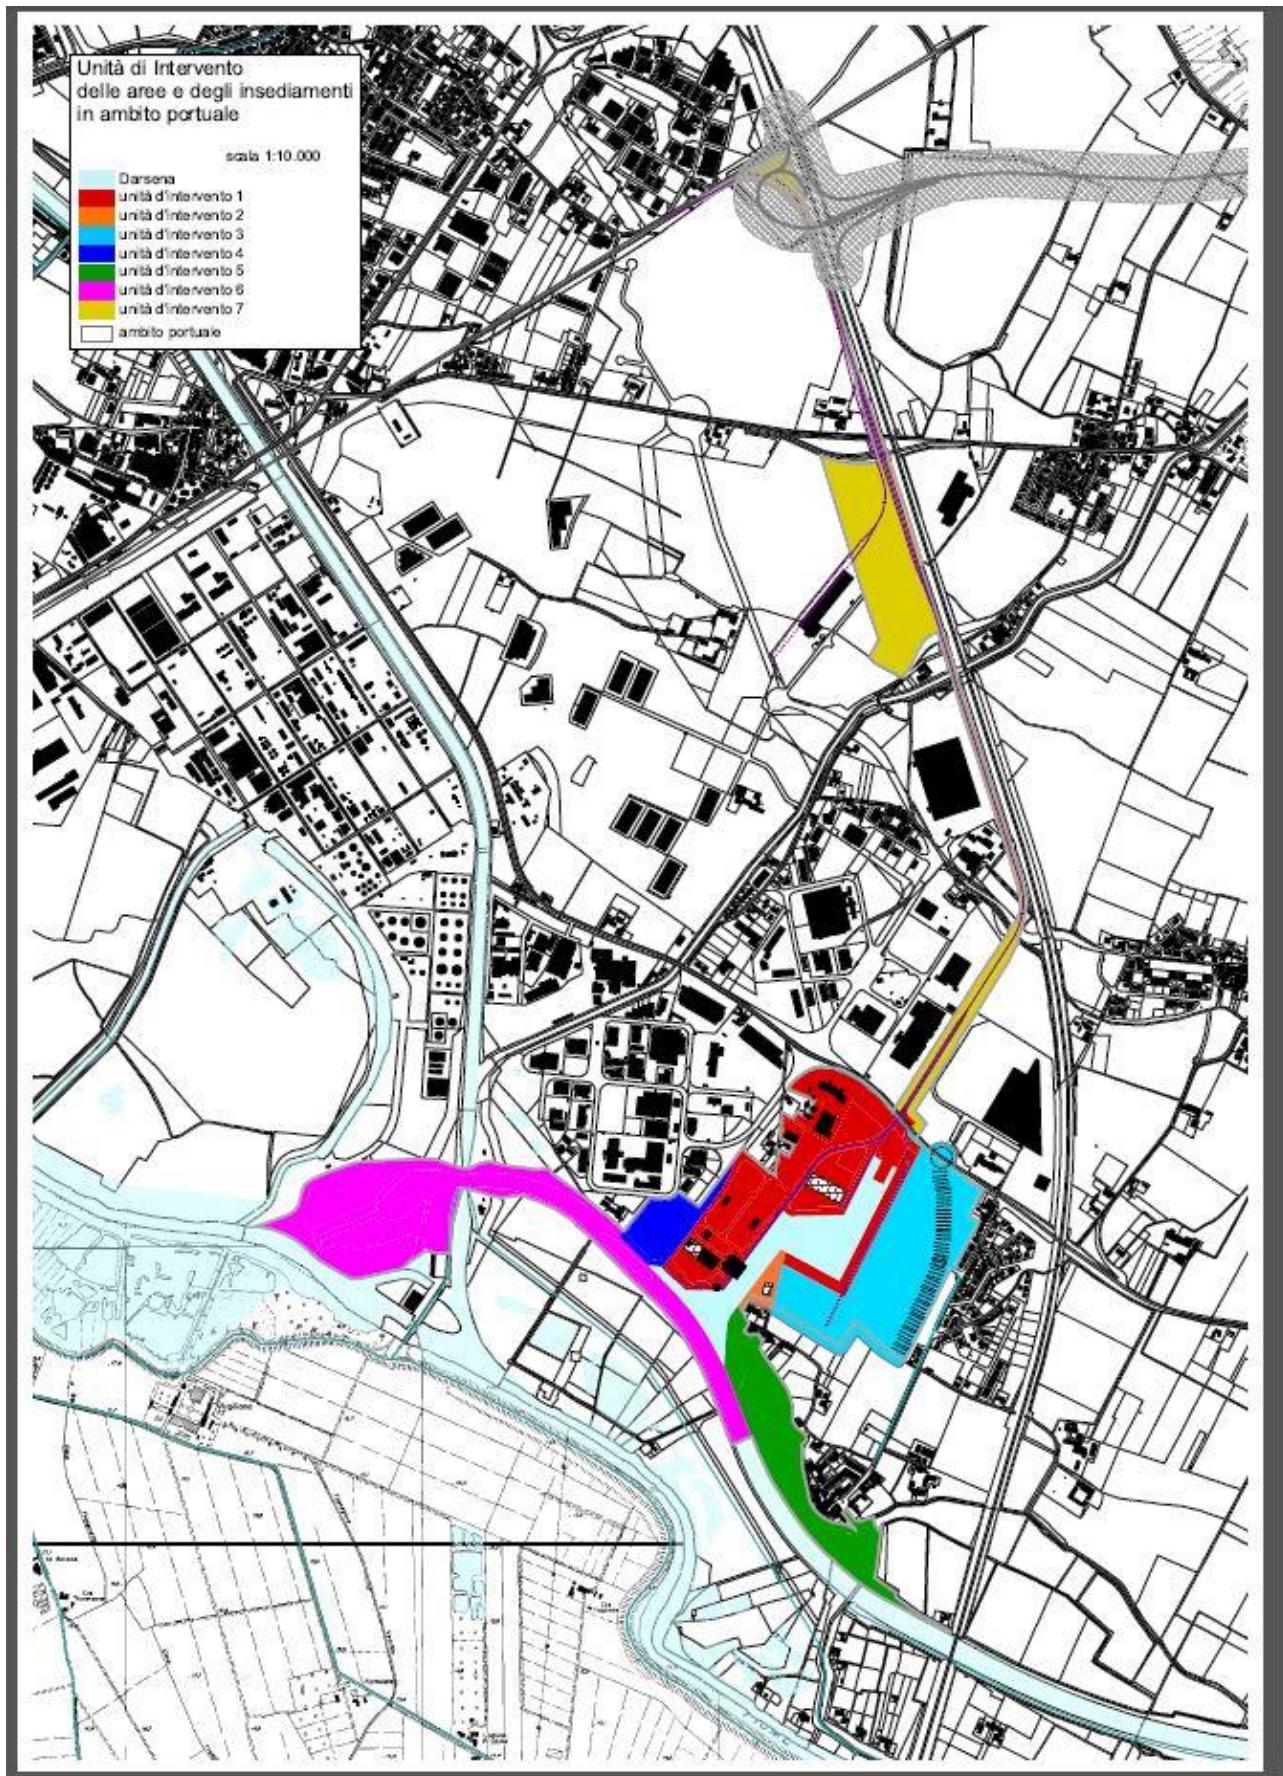 Unità di Intervento
delle aree e degli insediamenti
in ambito portuale
scala 1:10.000
Darsena
unità d'intervento 1
unità d'intervento 2
unità d'intervento 3
unità d'intervento 4
unità d'intervento 5
unità d'intervento 6
unità d'intervento 7
ambito portuale